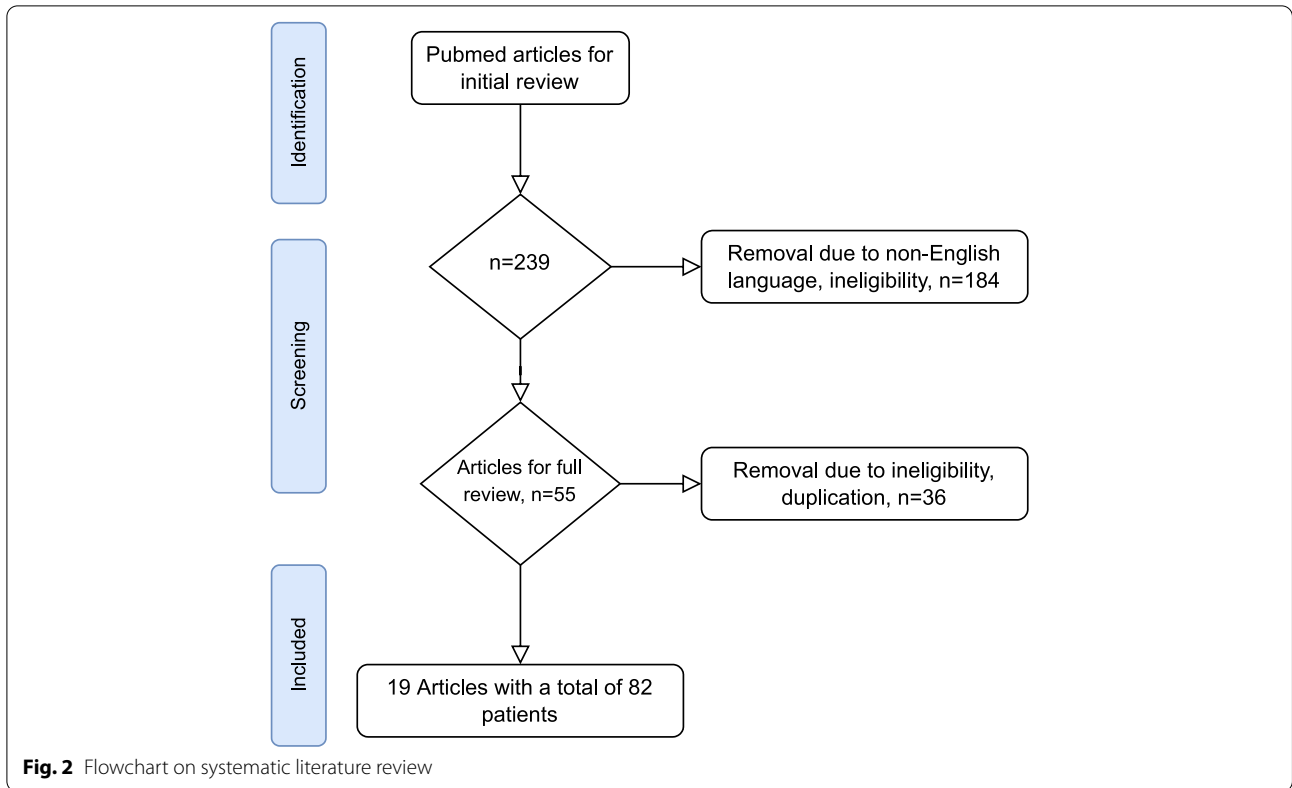 Identification
Pubmed articles for
initial review
Screening
n=239
Removal due to non-English
language, ineligibility, n=184
Articles for full
review, n=55
Removal due to ineligibility,
duplication, n=36
Included
19 Articles with a total of 82
patients
Fig. 2 Flowchart on systematic literature review